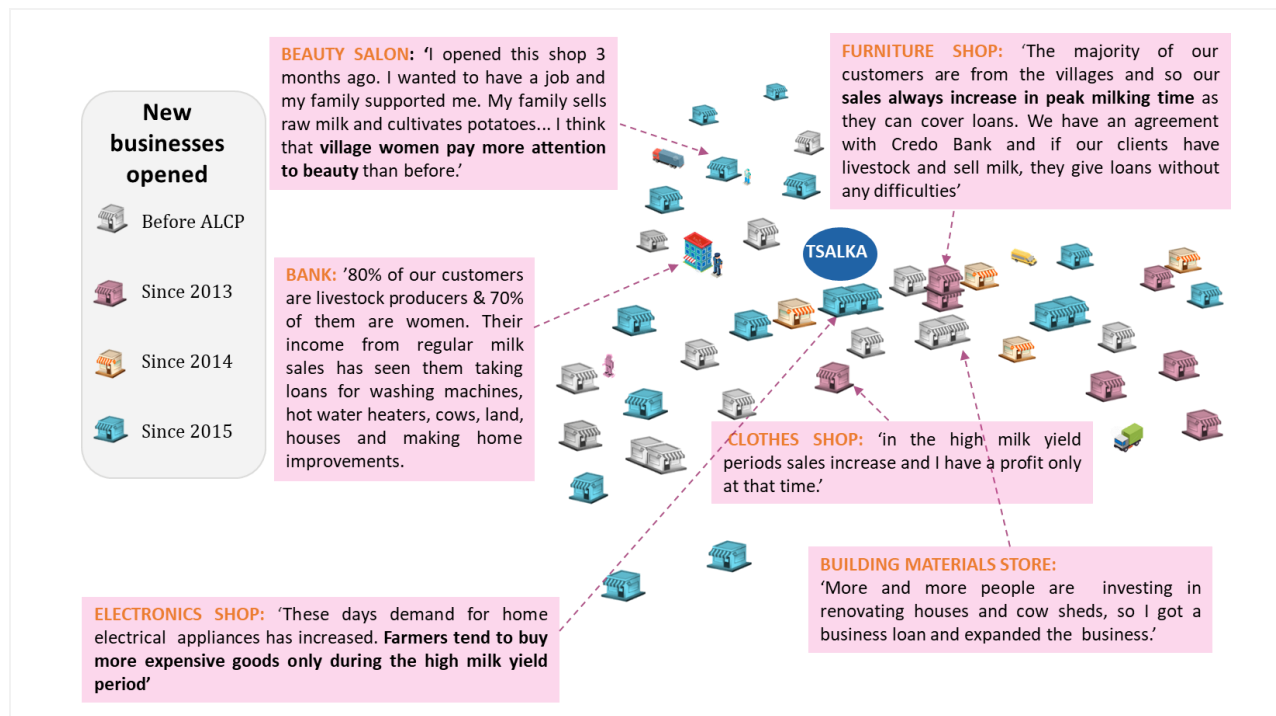 New
businesses
opened
Before ALCP
Since 2013
Since 2014
Since 2015
BEAUTY SALON: ‘I opened this shop 3
months ago. I wanted to have a job and
my family supported me. My family sells
raw milk and cultivates potatoes... I think
that village women pay more attention
to beauty than before.’
FURNITURE SHOP: ‘The majority of our
customers are from the villages and so our
sales always increase in peak milking time as
they can cover loans. We have an agreement
with Credo Bank and if our clients have
livestock and sell milk, they give loans without
any difficulties’
TSALKA
BANK: ’80% of our customers
are livestock producers & 70%
of them are women. Their
income from regular milk
sales has seen them taking
loans for washing machines,
hot water heaters, cows, land,
houses and making home
improvements.
CLOTHES SHOP: ‘in the high milk yield
periods sales increase and I have a profit only
at that time.’
BUILDING MATERIALS STORE:
‘More and more people are investing in
renovating houses and cow sheds, so I got a
business loan and expanded the business.’
ELECTRONICS SHOP: ‘These days demand for home
electrical appliances has increased. Farmers tend to buy
more expensive goods only during the high milk yield
period’